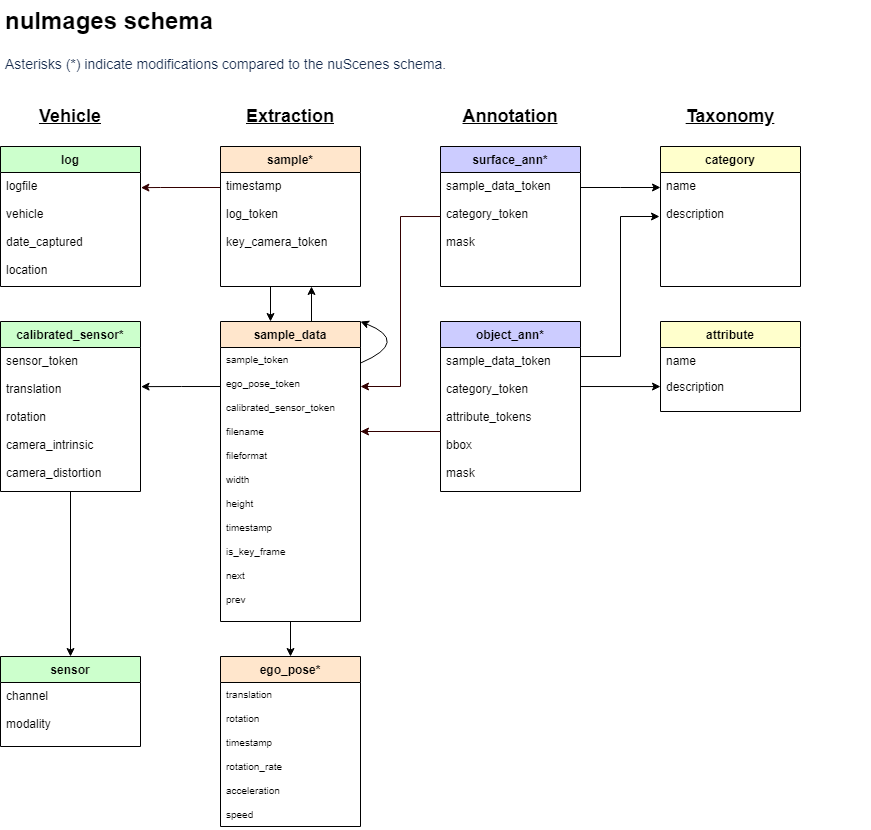 nuImages schema
Asterisks (*) indicate modifications compared to the nuScenes schema.
Vehicle
Extraction
Annotation
Taxonomy
log
logfile
vehicle
date_captured
location
sample*
timestamp
log_token
key_camera_token
surface_ann*
sample_data_token
category_token
mask
category
name
description
calibrated_sensor*
sensor_token
translation
rotation
camera_intrinsic
camera_distortion
sample_data
sample_token
ego_pose_token
calibrated_sensor_token
filename
fileformat
width
height
timestamp
is_key_frame
next
prev
object_ann*
sample_data_token
category_token
attribute_tokens
bbox
mask
attribute
name
description
sensor
channel
modality
ego_pose*
translation
rotation
timestamp
rotation_rate
acceleration
speed